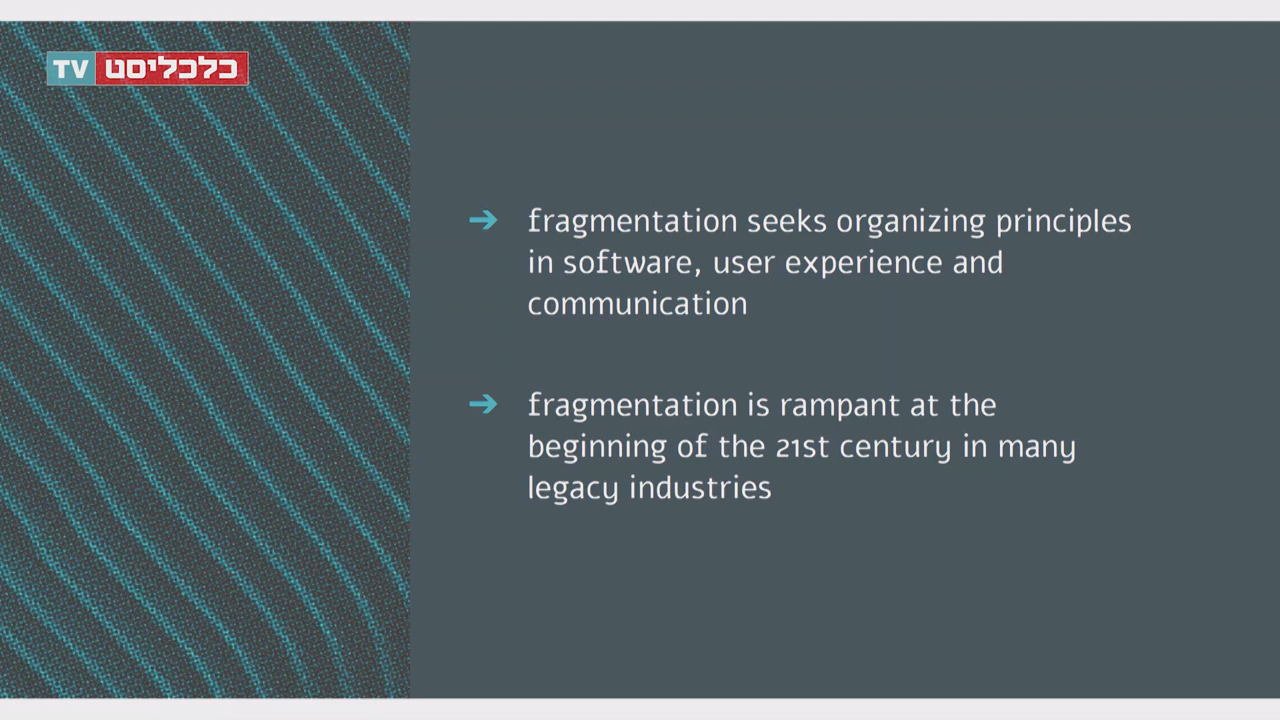 TV כלכליסט
➔ fragmentation seeks organizing principles
in software, user experience and
communication
➔ fragmentation is rampant at the
beginning of the 21st century in many
legacy industries